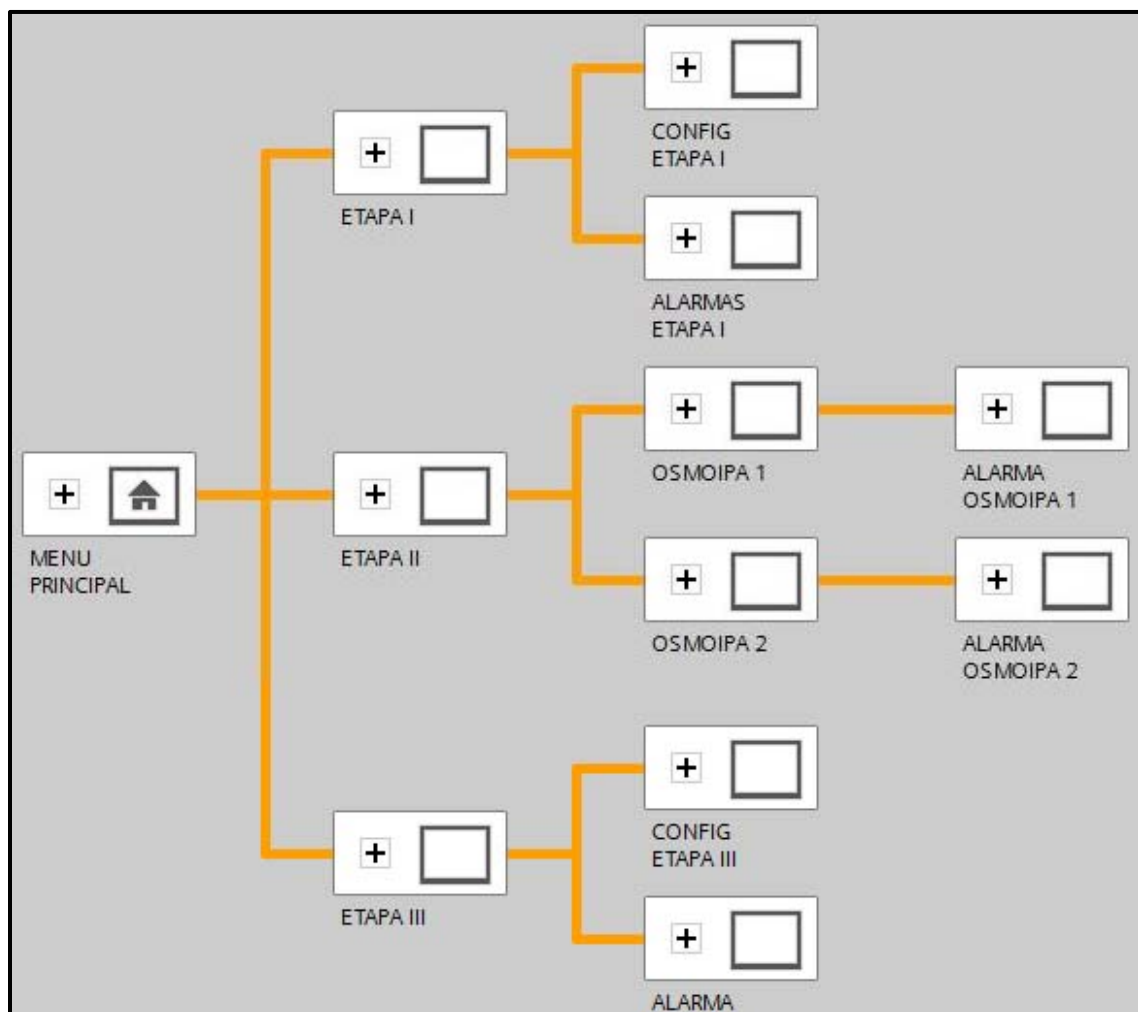 CONFIG
ETAPA I
ETAPA I
ALARMAS
ETAPA I
OSMOIPA 1
ALARMA
OSMOIPA 1
MENU
PRINCIPAL
ETAPA II
OSMOIPA 2
ALARMA
OSMOIPA 2
CONFIG
ETAPA III
ETAPA III
ALARMA